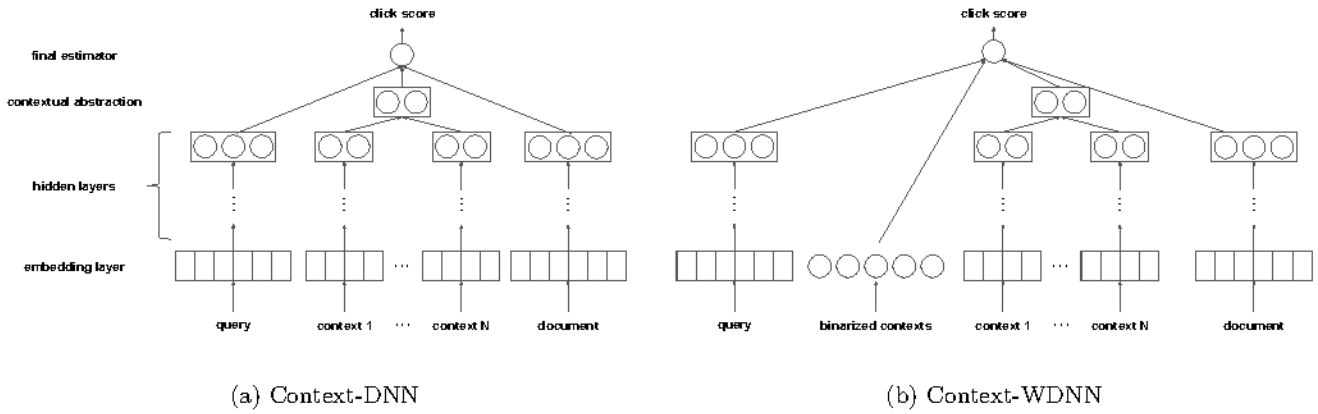 click score
click score
final estimator
contextual abstraction
hidden layers
embedding layer
...
...
query
context 1
...
context N
document
query
binarized contexts
context 1
...
context N
document
(a) Context-DNN
(b) Context-WDNN